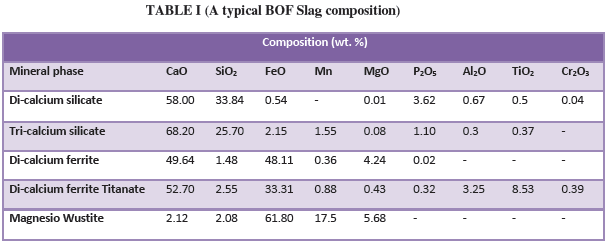 TABLE I (A typical BOF Slag composition)
Composition (wt. %)
Mineral phase CaO SiO₂ FeO Mn MgO P₂O₅ Al₂O TiO₂ Cr₂O₃
Di-calcium silicate 58.00 33.84 0.54 - 0.01 3.62 0.67 0.5 0.04
Tri-calcium silicate 68.20 25.70 2.15 1.55 0.08 1.10 0.3 0.37 -
Di-calcium ferrite 49.64 1.48 48.11 0.36 4.24 0.02 - - -
Di-calcium ferrite Titanate 52.70 2.55 33.31 0.88 0.43 0.32 3.25 8.53 0.39
Magnesio Wustite 2.12 2.08 61.80 17.5 5.68 - - - -